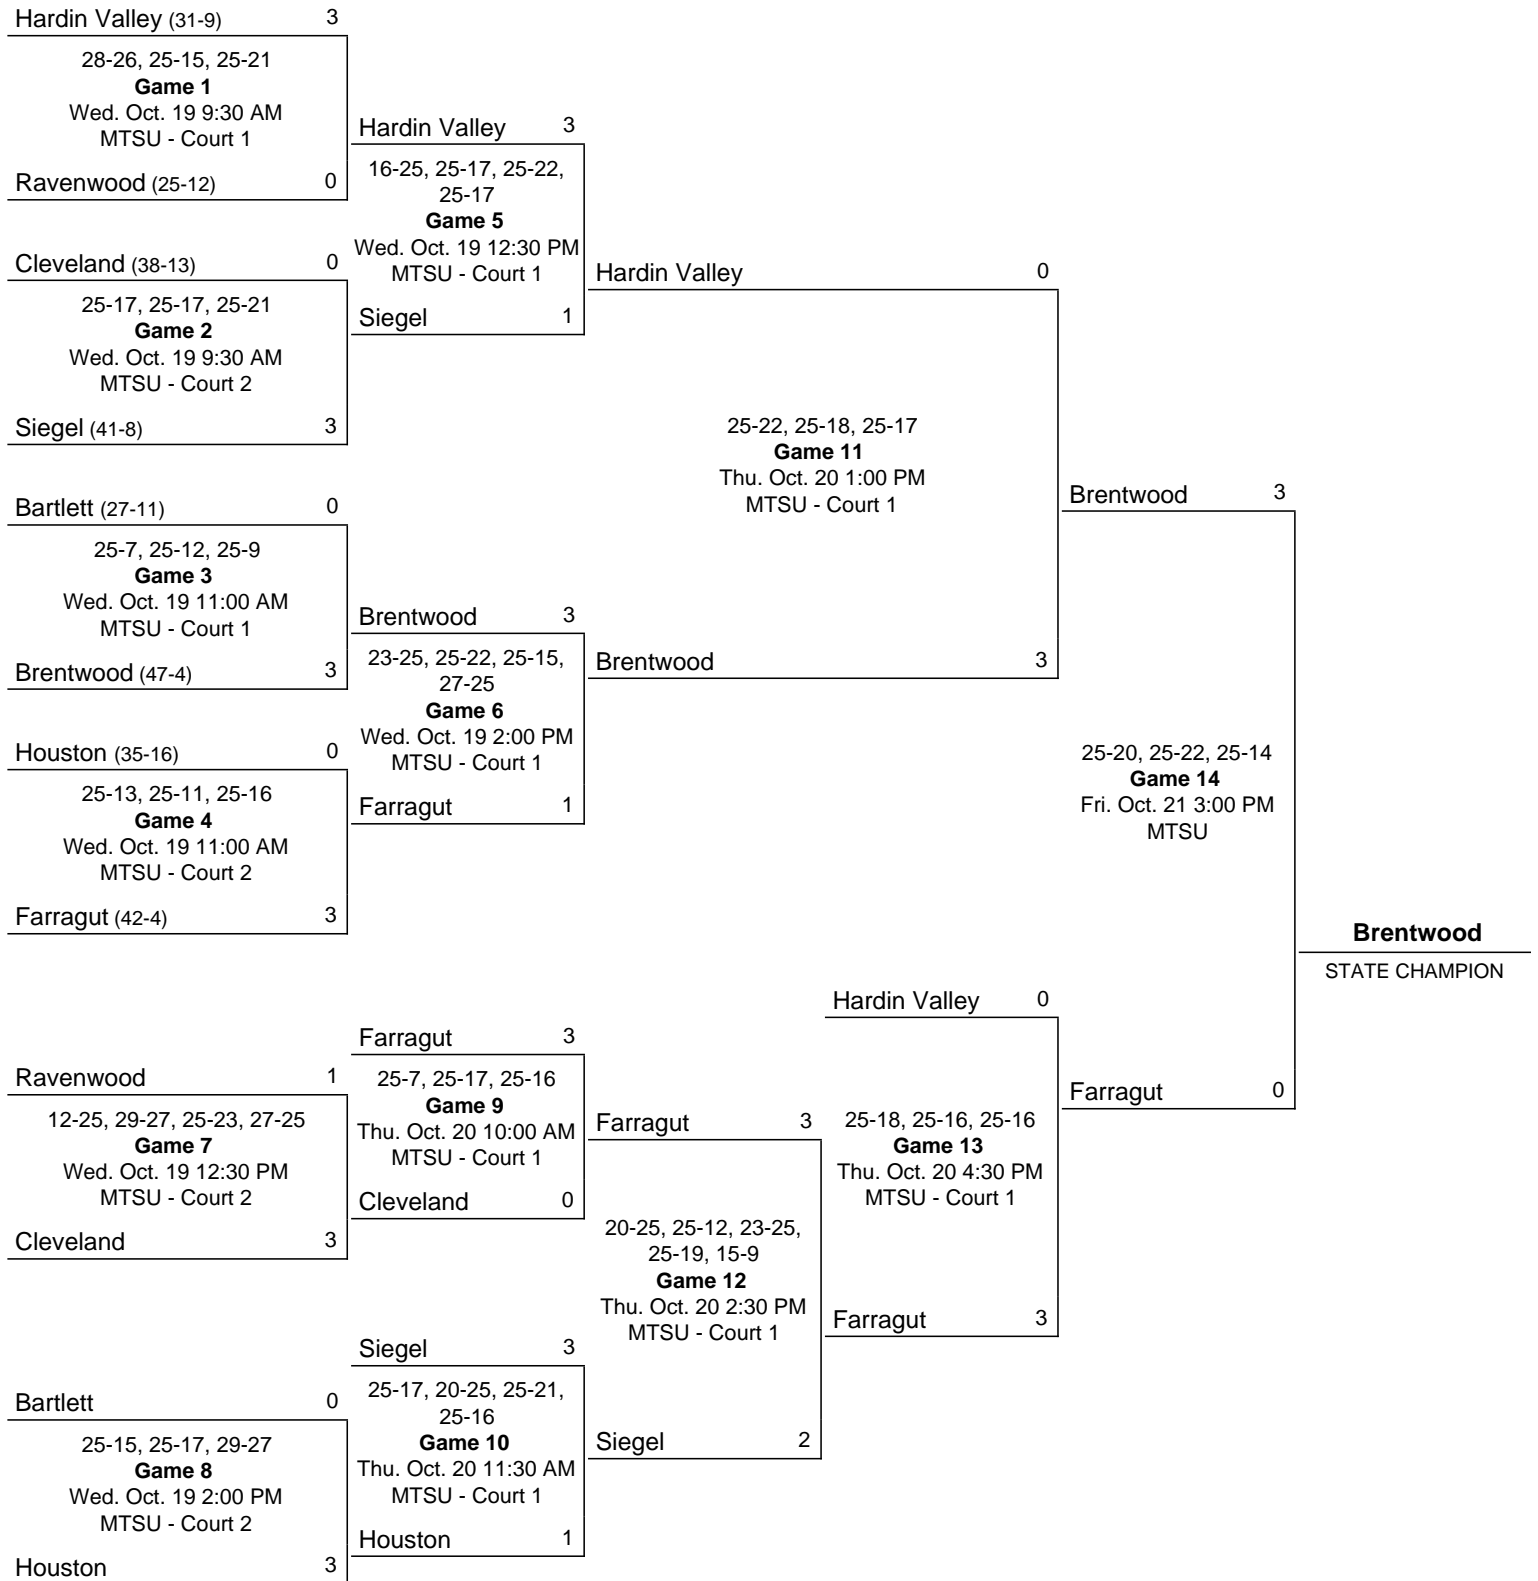 Hardin Valley (31-9) 3
28-26, 25-15, 25-21
Game 1
Wed. Oct. 19 9:30 AM
MTSU - Court 1
Ravenwood (25-12) 0
Cleveland (38-13) 0
25-17, 25-17, 25-21
Game 2
Wed. Oct. 19 9:30 AM
MTSU - Court 2
Siegel (41-8) 3
Bartlett (27-11) 0
25-7, 25-12, 25-9
Game 3
Wed. Oct. 19 11:00 AM
MTSU - Court 1
Brentwood (47-4) 3
Houston (35-16) 0
25-13, 25-11, 25-16
Game 4
Wed. Oct. 19 11:00 AM
MTSU - Court 2
Farragut (42-4) 3
Hardin Valley 3
16-25, 25-17, 25-22,
25-17
Game 5
Wed. Oct. 19 12:30 PM
MTSU - Court 1
Siegel 1
Brentwood 3
23-25, 25-22, 25-15,
27-25
Game 6
Wed. Oct. 19 2:00 PM
MTSU - Court 1
Farragut 1
Hardin Valley 0
25-22, 25-18, 25-17
Game 11
Thu. Oct. 20 1:00 PM
MTSU - Court 1
Brentwood 3
Brentwood 3
25-20, 25-22, 25-14
Game 14
Fri. Oct. 21 3:00 PM
MTSU
Farragut 0
Brentwood
STATE CHAMPION
Ravenwood 1
12-25, 29-27, 25-23, 27-25
Game 7
Wed. Oct. 19 12:30 PM
MTSU - Court 2
Cleveland 3
Bartlett 0
25-15, 25-17, 29-27
Game 8
Wed. Oct. 19 2:00 PM
MTSU - Court 2
Houston 3
Farragut 3
25-7, 25-17, 25-16
Game 9
Thu. Oct. 20 10:00 AM
MTSU - Court 1
Cleveland 0
Siegel 3
25-17, 20-25, 25-21,
25-16
Game 10
Thu. Oct. 20 11:30 AM
MTSU - Court 1
Houston 1
Farragut 3
20-25, 25-12, 23-25,
25-19, 15-9
Game 12
Thu. Oct. 20 2:30 PM
MTSU - Court 1
Siegel 2
Hardin Valley 0
25-18, 25-16, 25-16
Game 13
Thu. Oct. 20 4:30 PM
MTSU - Court 1
Farragut 3